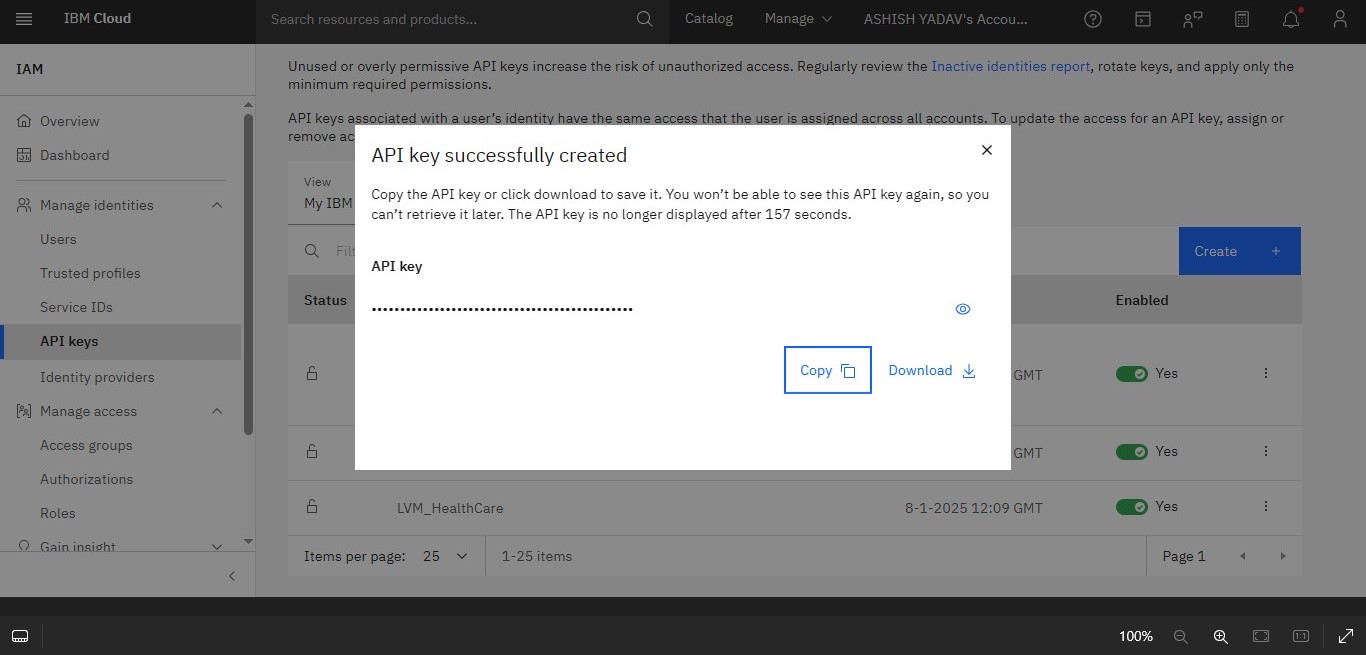 IBM Cloud
Search resources and products...
Catalog
Manage
ASHISH YADAV's Accou...
IAM
Overview
Dashboard
Manage identities
Users
Trusted profiles
Service IDs
API keys
Identity providers
Manage access
Access groups
Authorizations
Roles
Gain insight
Unused or overly permissive API keys increase the risk of unauthorized access. Regularly review the Inactive identities report, rotate keys, and apply only the
minimum required permissions.
API keys associated with a user's identity have the same access that the user is assigned across all accounts. To update the access for an API key, assign or
remove ac
View
My IBM
Filt
Create +
Status
Enabled
API key successfully created
Copy the API key or click download to save it. You won't be able to see this API key again, so you
can't retrieve it later. The API key is no longer displayed after 157 seconds.
API key
••••••••••••••••••••••••••••••••••••••••••••
Copy
Download
GMT
Yes
GMT
Yes
LVM_HealthCare
8-1-2025 12:09 GMT
Yes
Items per page: 25
1-25 items
Page 1
100%
1:1